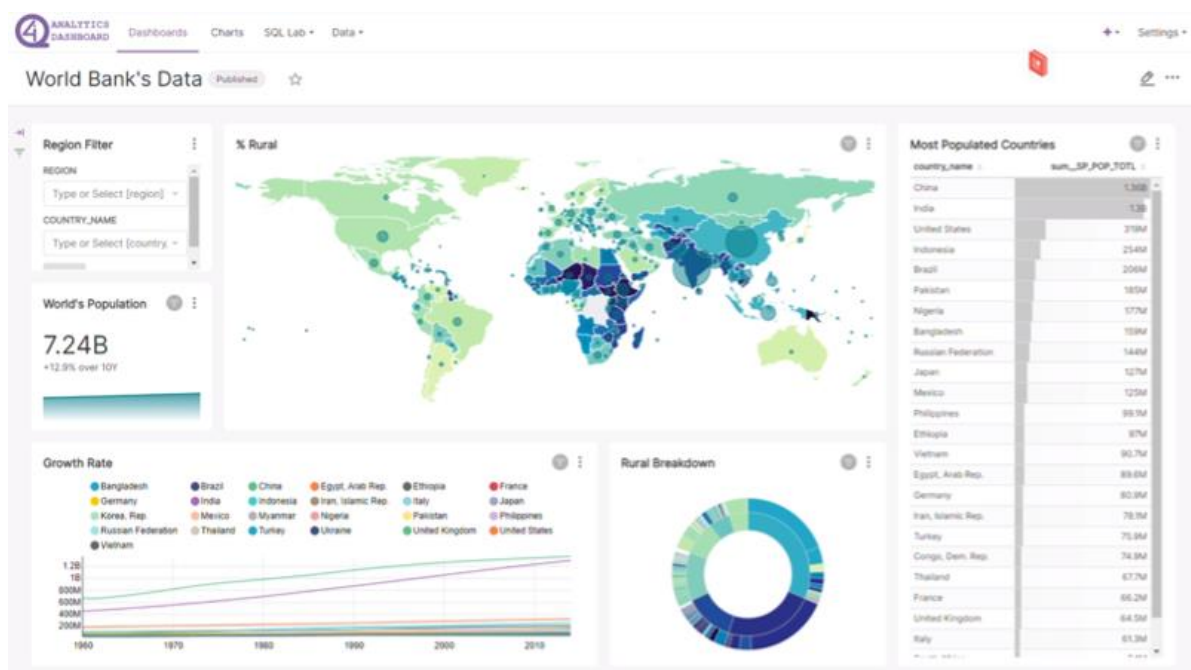 ANALYTICS
DASHBOARD
Dashboards Charts SQL Lab Data
Settings
World Bank's Data Published
Region Filter
REGION
Type or Select [region]
COUNTRY_NAME
Type or Select [country,
World's Population
7.24B
+12.9% over 10Y
% Rural
Most Populated Countries
country_name sum__SP_POP_TOTL
China 1.36B
India 1.3B
United States 319M
Indonesia 254M
Brazil 206M
Pakistan 185M
Nigeria 177M
Bangladesh 159M
Russian Federation 144M
Japan 127M
Mexico 125M
Philippines 99.1M
Ethiopia 97M
Vietnam 90.7M
Egypt, Arab Rep. 89.6M
Germany 80.9M
Iran, Islamic Rep. 78.1M
Turkey 75.9M
Congo, Dem. Rep. 74.9M
Thailand 67.7M
France 66.2M
United Kingdom 64.5M
Italy 61.3M
Growth Rate
Bangladesh Brazil China Egypt, Arab Rep. Ethiopia France
Germany India Indonesia Iran, Islamic Rep. Italy Japan
Korea, Rep. Mexico Myanmar Nigeria Pakistan Philippines
Russian Federation Thailand Turkey Ukraine United Kingdom United States
Vietnam
1.2B
1B
800M
600M
400M
200M
1960 1970 1980 1990 2000 2010
Rural Breakdown